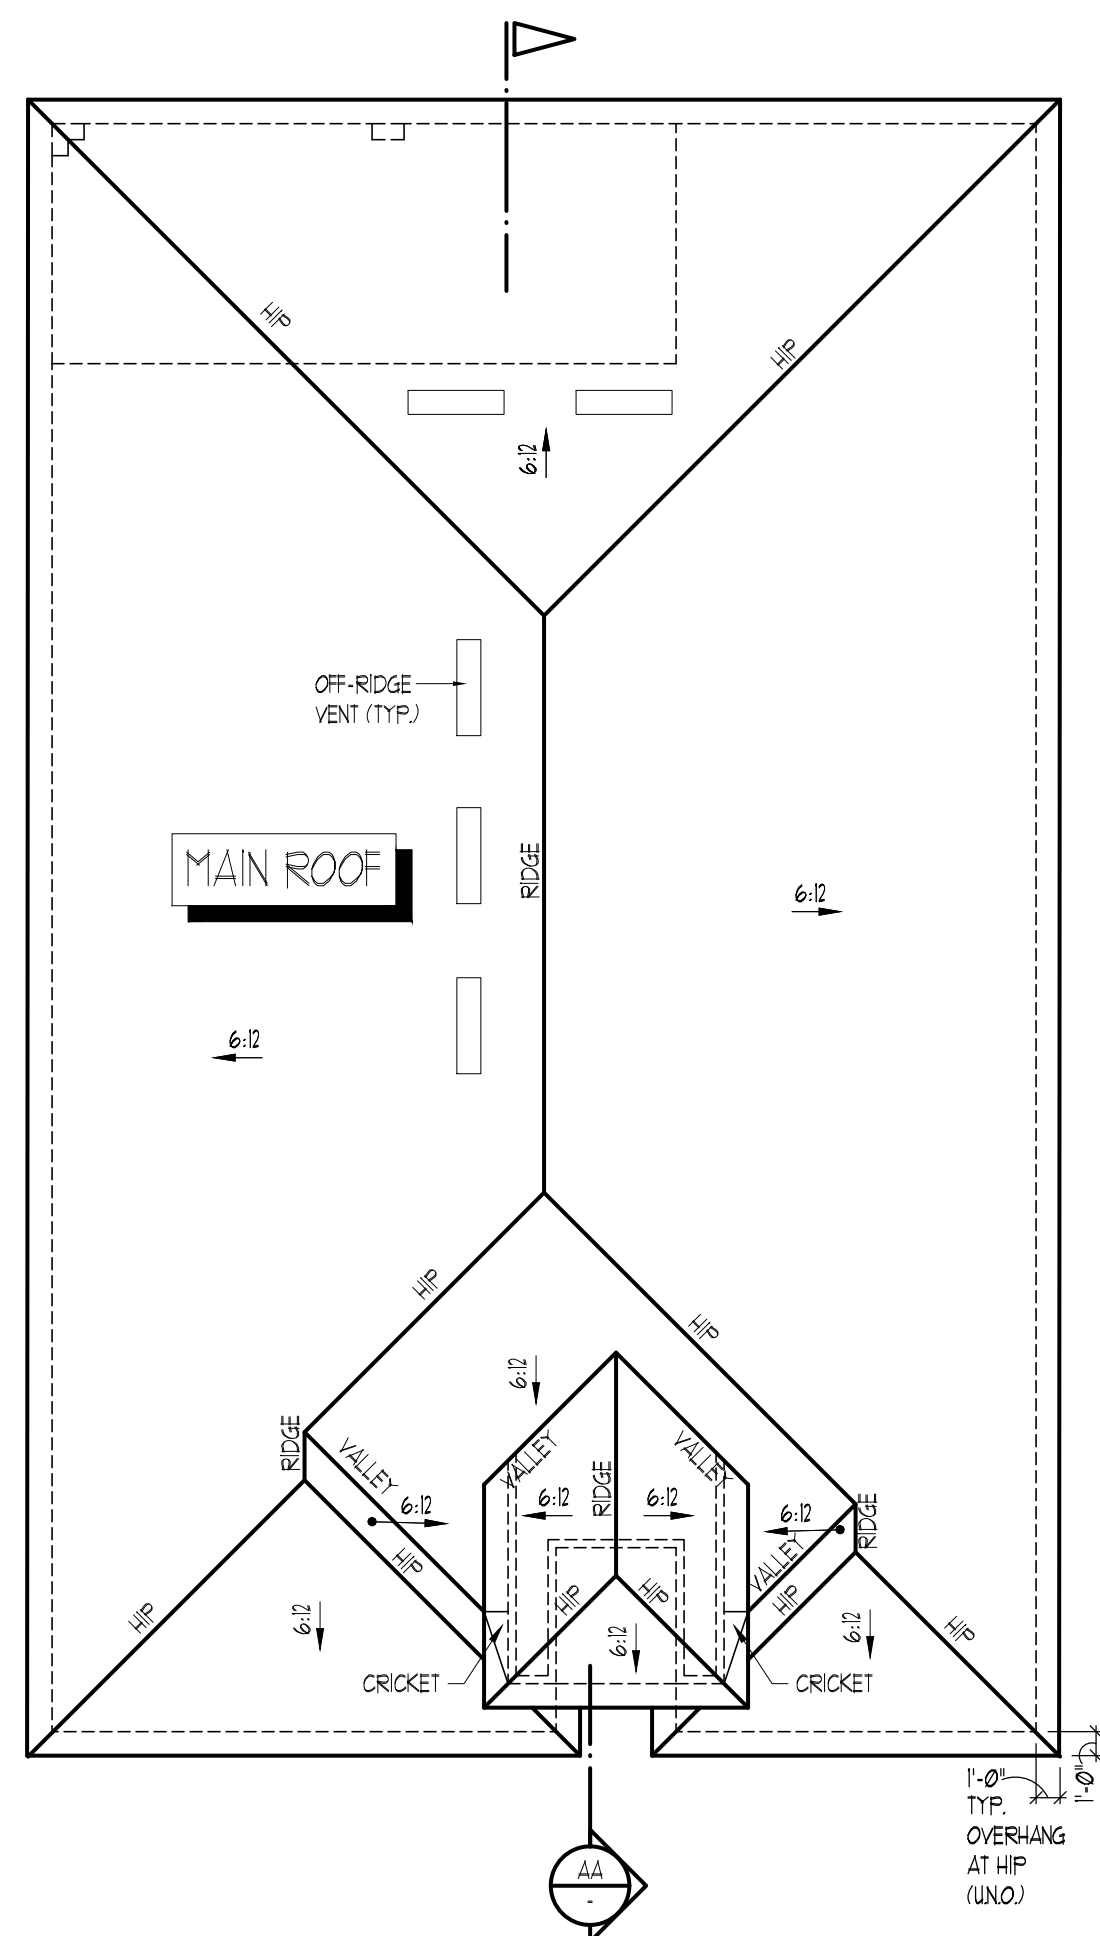 HIP
HIP
6:12
OFF-RIDGE
VENT (TYP.)
MAIN ROOF
RIDGE
6:12
6:12
HIP
HIP
6:12
RIDGE
VALLEY
VALLEY
VALLEY
RIDGE
6:12
6:12
6:12
6:12
RIDGE
VALLEY
HIP
HIP
HIP
HIP
HIP
HIP
6:12
6:12
6:12
CRICKET
CRICKET
1'-0"
TYP.
OVERHANG
AT HIP
(U.N.O.)
1'-0"
AA
-